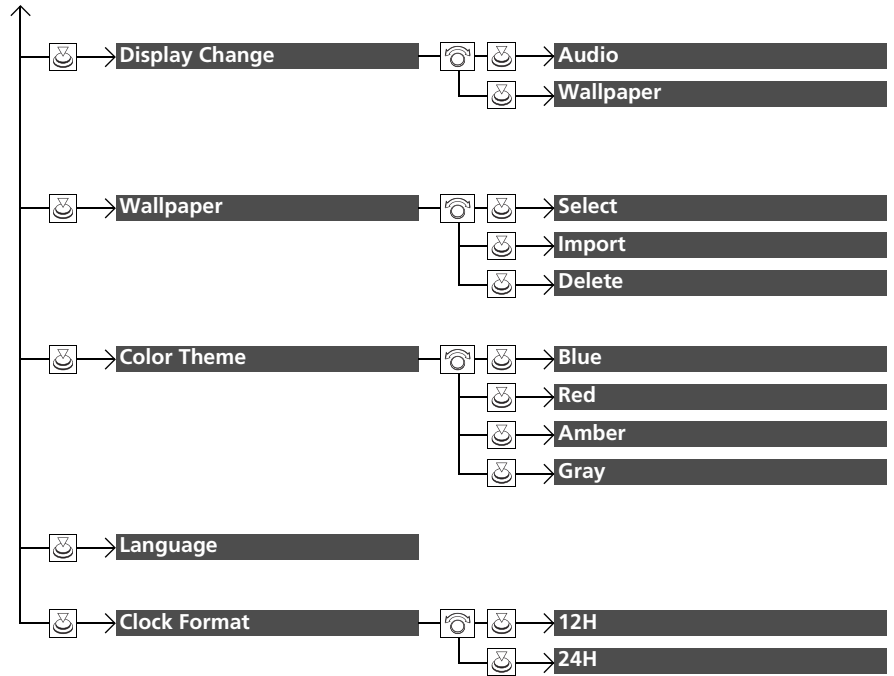 Display Change
Audio
Wallpaper
Wallpaper
Select
Import
Delete
Color Theme
Blue
Red
Amber
Gray
Language
Clock Format
12H
24H